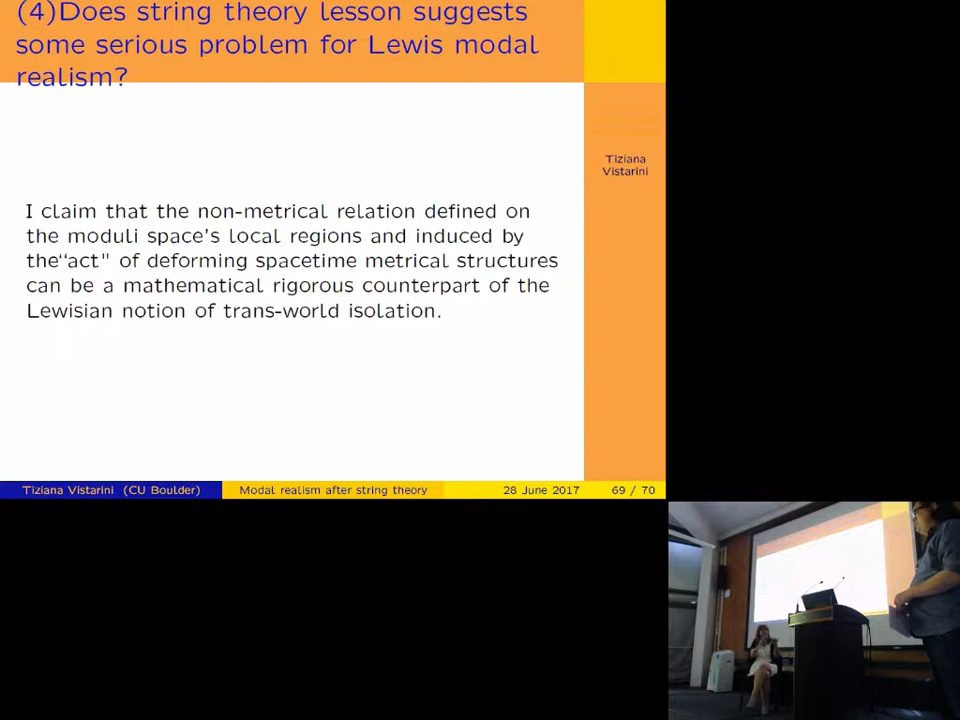 (4)Does string theory lesson suggests
some serious problem for Lewis modal
realism?
Tiziana
Vistarini
I claim that the non-metrical relation defined on
the moduli space's local regions and induced by
the“act" of deforming spacetime metrical structures
can be a mathematical rigorous counterpart of the
Lewisian notion of trans-world isolation.
Tiziana Vistarini (CU Boulder) Modal realism after string theory 28 June 2017 69 / 70